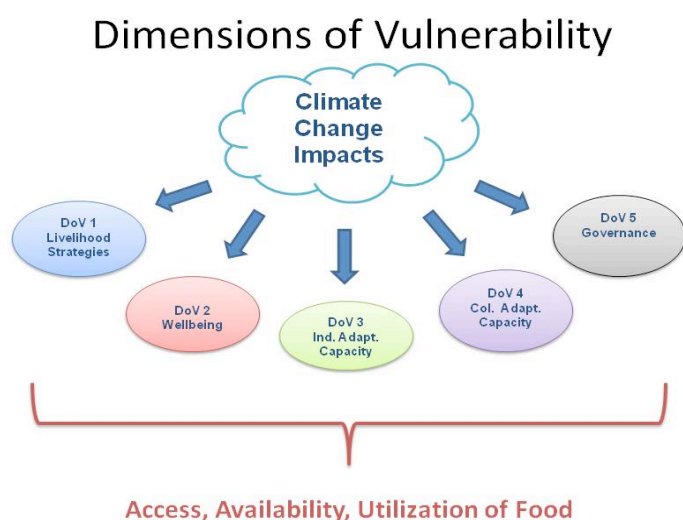 Dimensions of Vulnerability
Climate
Change
Impacts
DoV 1
Livelihood
Strategies
DoV 2
Wellbeing
DoV 3
Ind. Adapt.
Capacity
DoV 4
Col. Adapt.
Capacity
DoV 5
Governance
Access, Availability, Utilization of Food